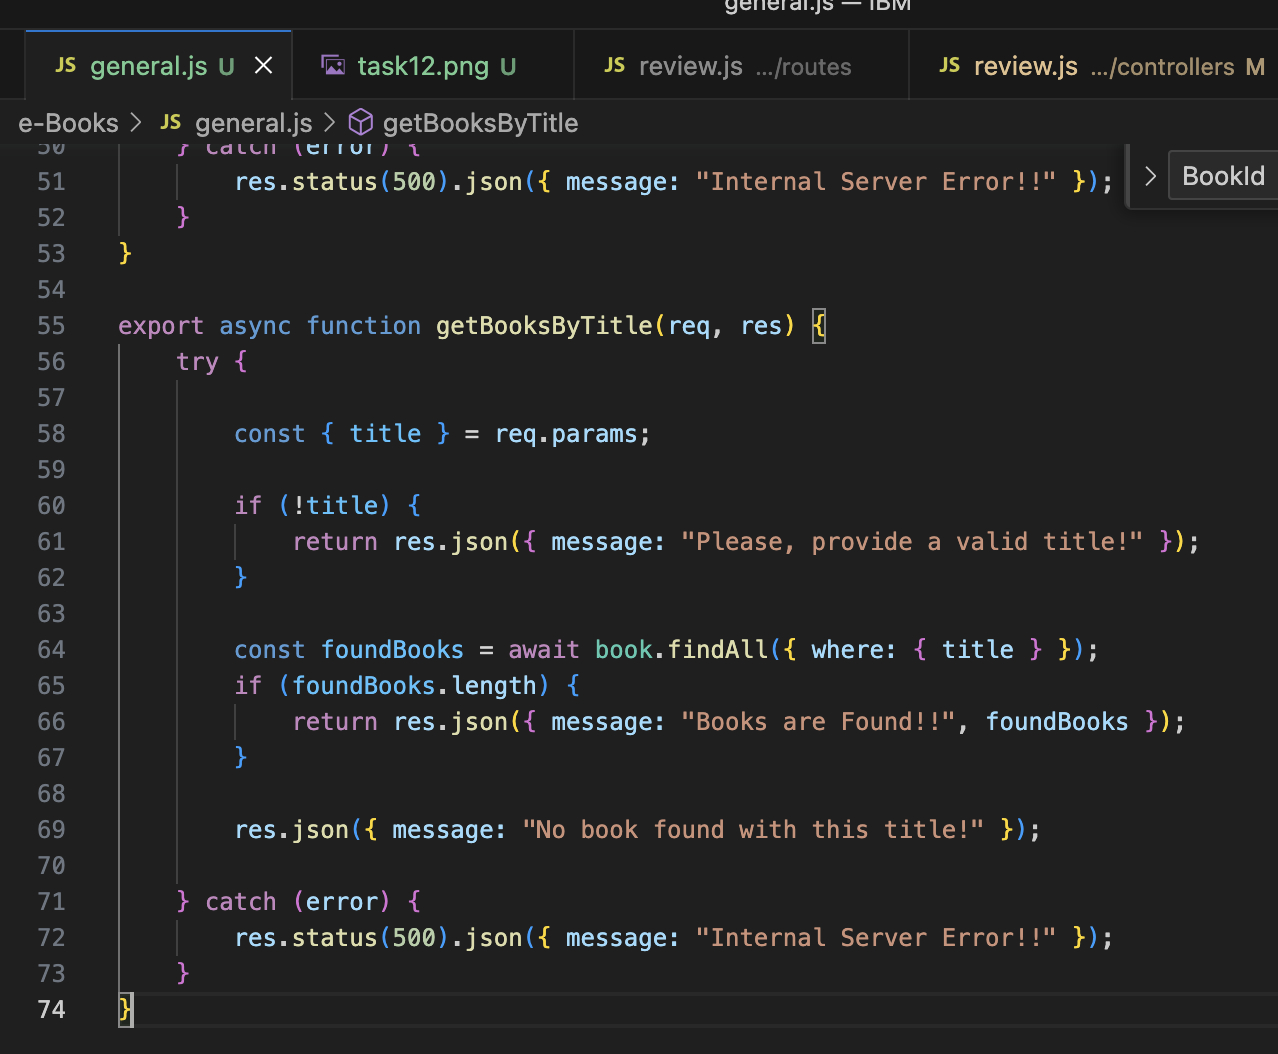 general.js — IBM
JS general.js U
task12.png U
JS review.js .../routes
JS review.js .../controllers M
e-Books > JS general.js > getBooksByTitle
50 } catch (error) {
51 res.status(500).json({ message: "Internal Server Error!!" });
> BookId
52 }
53 }
54
55 export async function getBooksByTitle(req, res) {
56 try {
57
58 const { title } = req.params;
59
60 if (!title) {
61 return res.json({ message: "Please, provide a valid title!" });
62 }
63
64 const foundBooks = await book.findAll({ where: { title } });
65 if (foundBooks.length) {
66 return res.json({ message: "Books are Found!!", foundBooks });
67 }
68
69 res.json({ message: "No book found with this title!" });
70
71 } catch (error) {
72 res.status(500).json({ message: "Internal Server Error!!" });
73 }
74 }